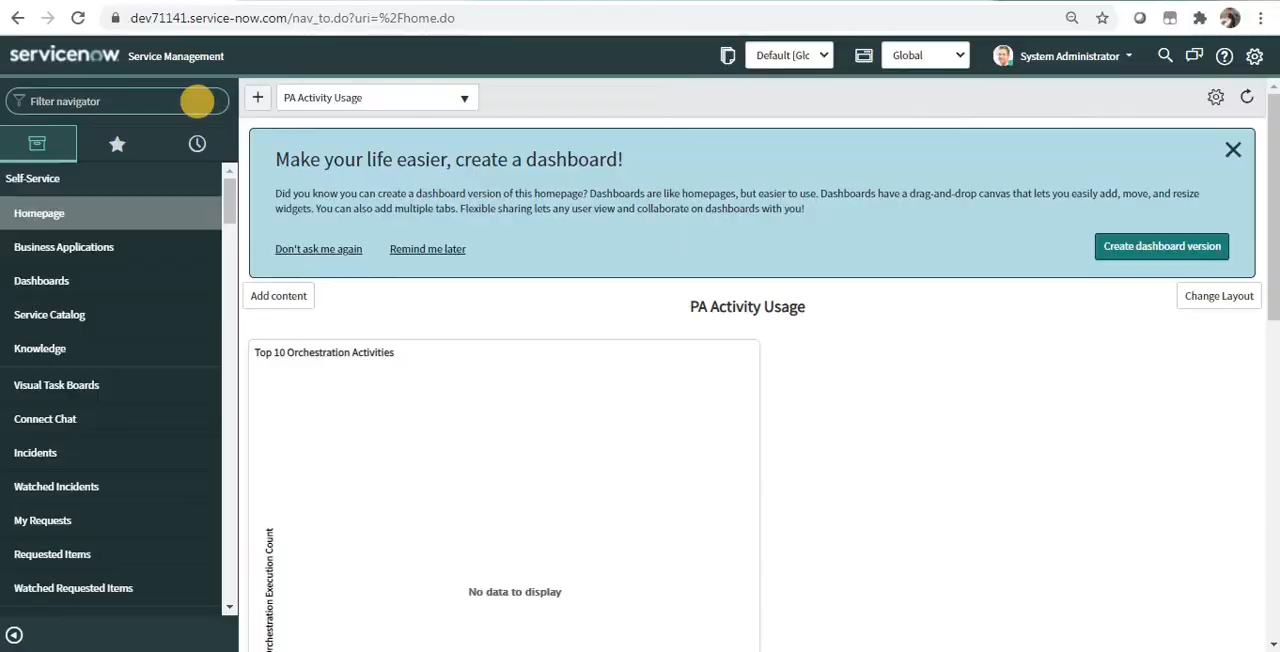 dev71141.service-now.com/nav_to.do?uri=%2Fhome.do
servicenow Service Management
Default [Glc
Global
System Administrator
Filter navigator
PA Activity Usage
Self-Service
Homepage
Business Applications
Dashboards
Service Catalog
Knowledge
Visual Task Boards
Connect Chat
Incidents
Watched Incidents
My Requests
Requested Items
Watched Requested Items
Make your life easier, create a dashboard!
Did you know you can create a dashboard version of this homepage? Dashboards are like homepages, but easier to use. Dashboards have a drag-and-drop canvas that lets you easily add, move, and resize
widgets. You can also add multiple tabs. Flexible sharing lets any user view and collaborate on dashboards with you!
Don't ask me again
Remind me later
Create dashboard version
Add content
PA Activity Usage
Change Layout
Top 10 Orchestration Activities
Orchestration Execution Count
No data to display